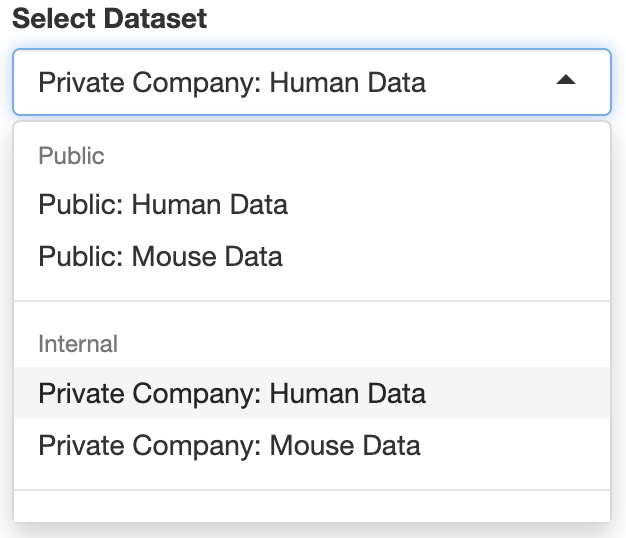 Select Dataset
Private Company: Human Data
Public
Public: Human Data
Public: Mouse Data
Internal
Private Company: Human Data
Private Company: Mouse Data